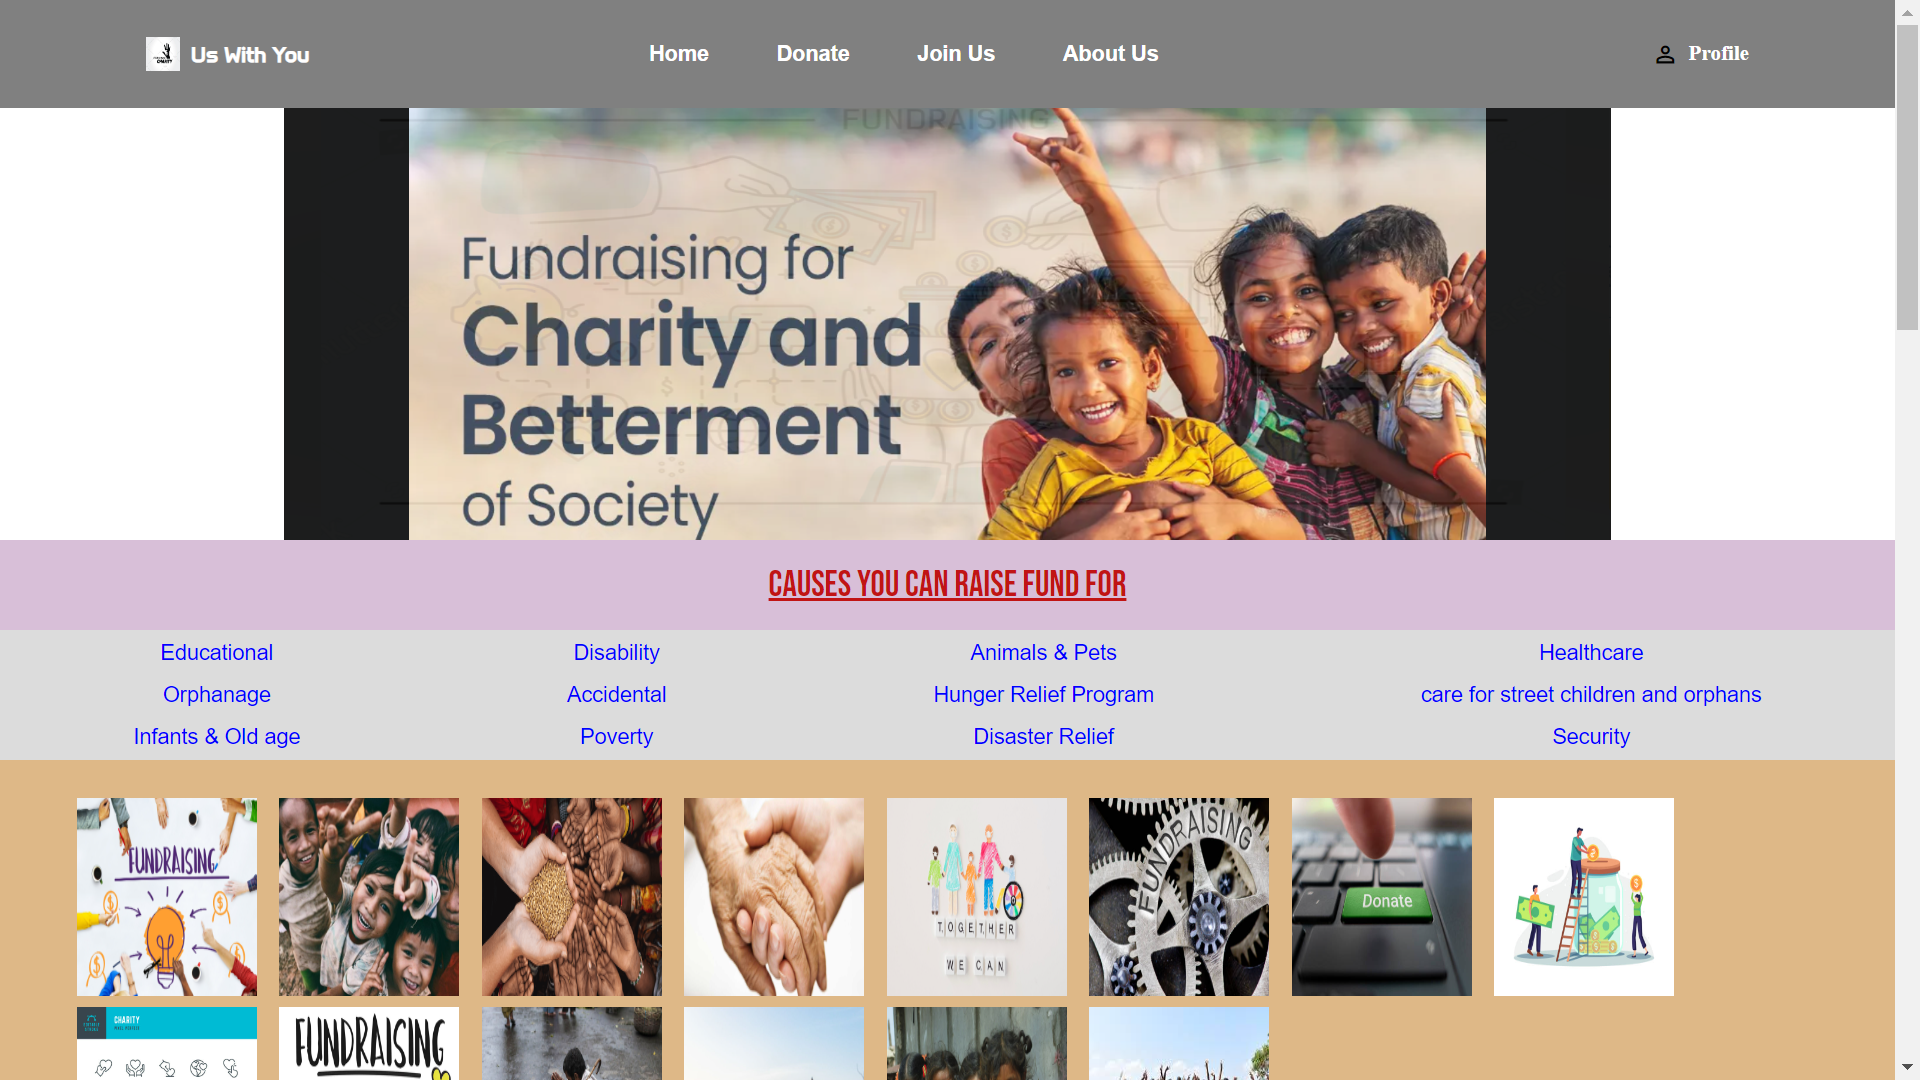 Us With You
Home
Donate
Join Us
About Us
Profile
FUNDRAISING
Fundraising for
Charity and
Betterment
of Society
CAUSES YOU CAN RAISE FUND FOR
Educational
Disability
Animals & Pets
Healthcare
Orphanage
Accidental
Hunger Relief Program
care for street children and orphans
Infants & Old age
Poverty
Disaster Relief
Security
FUNDRAISING
TOGETHER
WE CAN
FUNDRAISING
Donate
CHARITY
FUNDRAISING